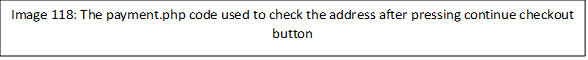 Image 118: The payment.php code used to check the address after pressing continue checkout
button